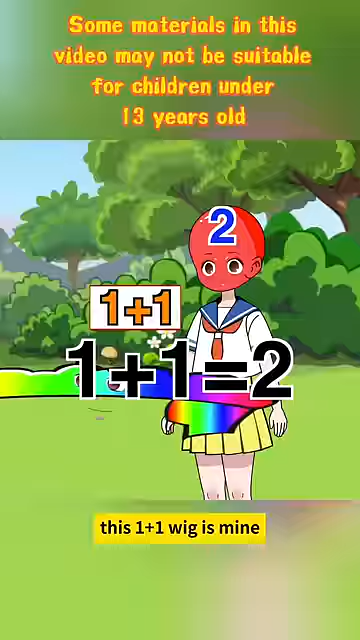 Some materials in this
video may not be suitable
for children under
13 years old
2
1+1
1+1=2
this 1+1 wig is mine